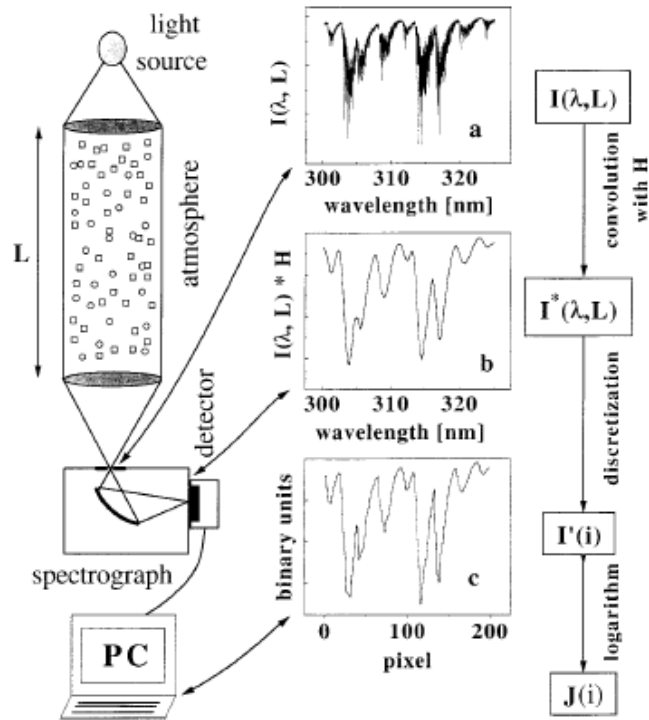 light
source
L
atmosphere
detector
spectrograph
PC
I(λ, L)
a
300 310 320
wavelength [nm]
I(λ, L) * H
b
300 310 320
wavelength [nm]
binary units
c
0 100 200
pixel
I(λ,L)
convolution
with H
I*(λ,L)
discretization
I'(i)
logarithm
J(i)